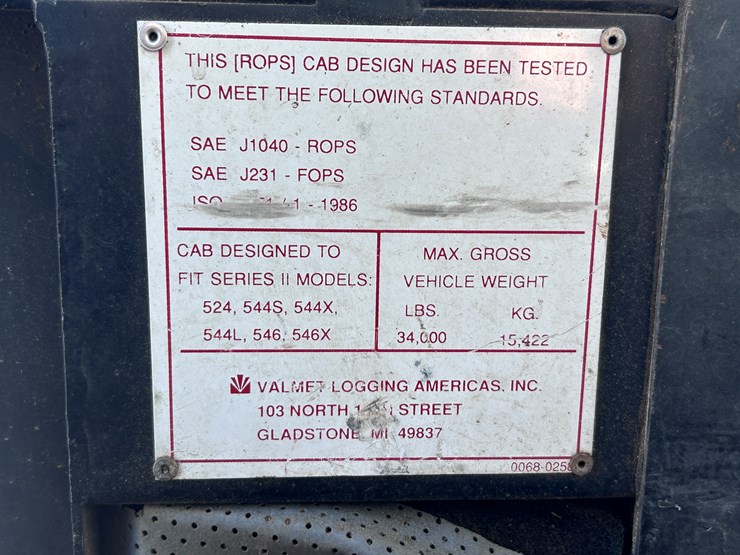 THIS [ROPS] CAB DESIGN HAS BEEN TESTED
TO MEET THE FOLLOWING STANDARDS.
SAE J1040 - ROPS
SAE J231 - FOPS
ISO - 1986
CAB DESIGNED TO
FIT SERIES II MODELS:
524, 544S, 544X,
544L, 546, 546X
MAX. GROSS
VEHICLE WEIGHT
LBS. KG.
34,000 15,422
VALMET LOGGING AMERICAS, INC.
103 NORTH STREET
GLADSTONE MI 49837